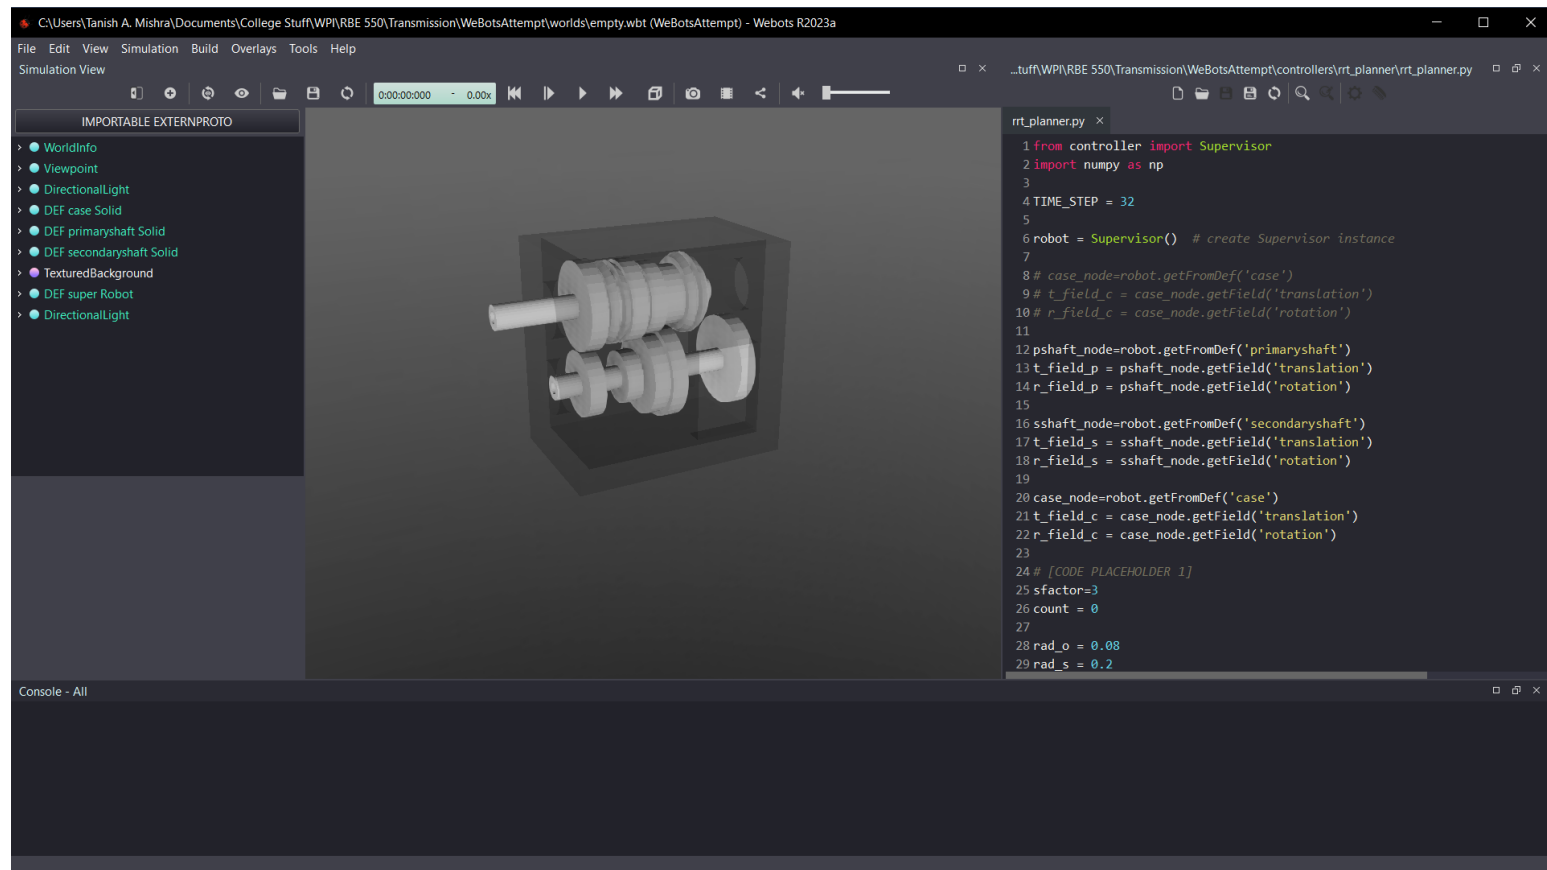 C:\Users\Tanish A. Mishra\Documents\College Stuff\WPI\RBE 550\Transmission\WeBotsAttempt\worlds\empty.wbt (WeBotsAttempt) - Webots R2023a
File Edit View Simulation Build Overlays Tools Help
Simulation View
0:00:00:000 - 0.00x
IMPORTABLE EXTERNPROTO
WorldInfo
Viewpoint
DirectionalLight
DEF case Solid
DEF primaryshaft Solid
DEF secondaryshaft Solid
TexturedBackground
DEF super Robot
DirectionalLight
...tuff\WPI\RBE 550\Transmission\WeBotsAttempt\controllers\rrt_planner\rrt_planner.py
rrt_planner.py
1 from controller import Supervisor
2 import numpy as np
3
4 TIME_STEP = 32
5
6 robot = Supervisor()  # create Supervisor instance
7
8 # case_node=robot.getFromDef('case')
9 # t_field_c = case_node.getField('translation')
10 # r_field_c = case_node.getField('rotation')
11
12 pshaft_node=robot.getFromDef('primaryshaft')
13 t_field_p = pshaft_node.getField('translation')
14 r_field_p = pshaft_node.getField('rotation')
15
16 sshaft_node=robot.getFromDef('secondaryshaft')
17 t_field_s = sshaft_node.getField('translation')
18 r_field_s = sshaft_node.getField('rotation')
19
20 case_node=robot.getFromDef('case')
21 t_field_c = case_node.getField('translation')
22 r_field_c = case_node.getField('rotation')
23
24 # [CODE PLACEHOLDER 1]
25 sfactor=3
26 count = 0
27
28 rad_o = 0.08
29 rad_s = 0.2
Console - All